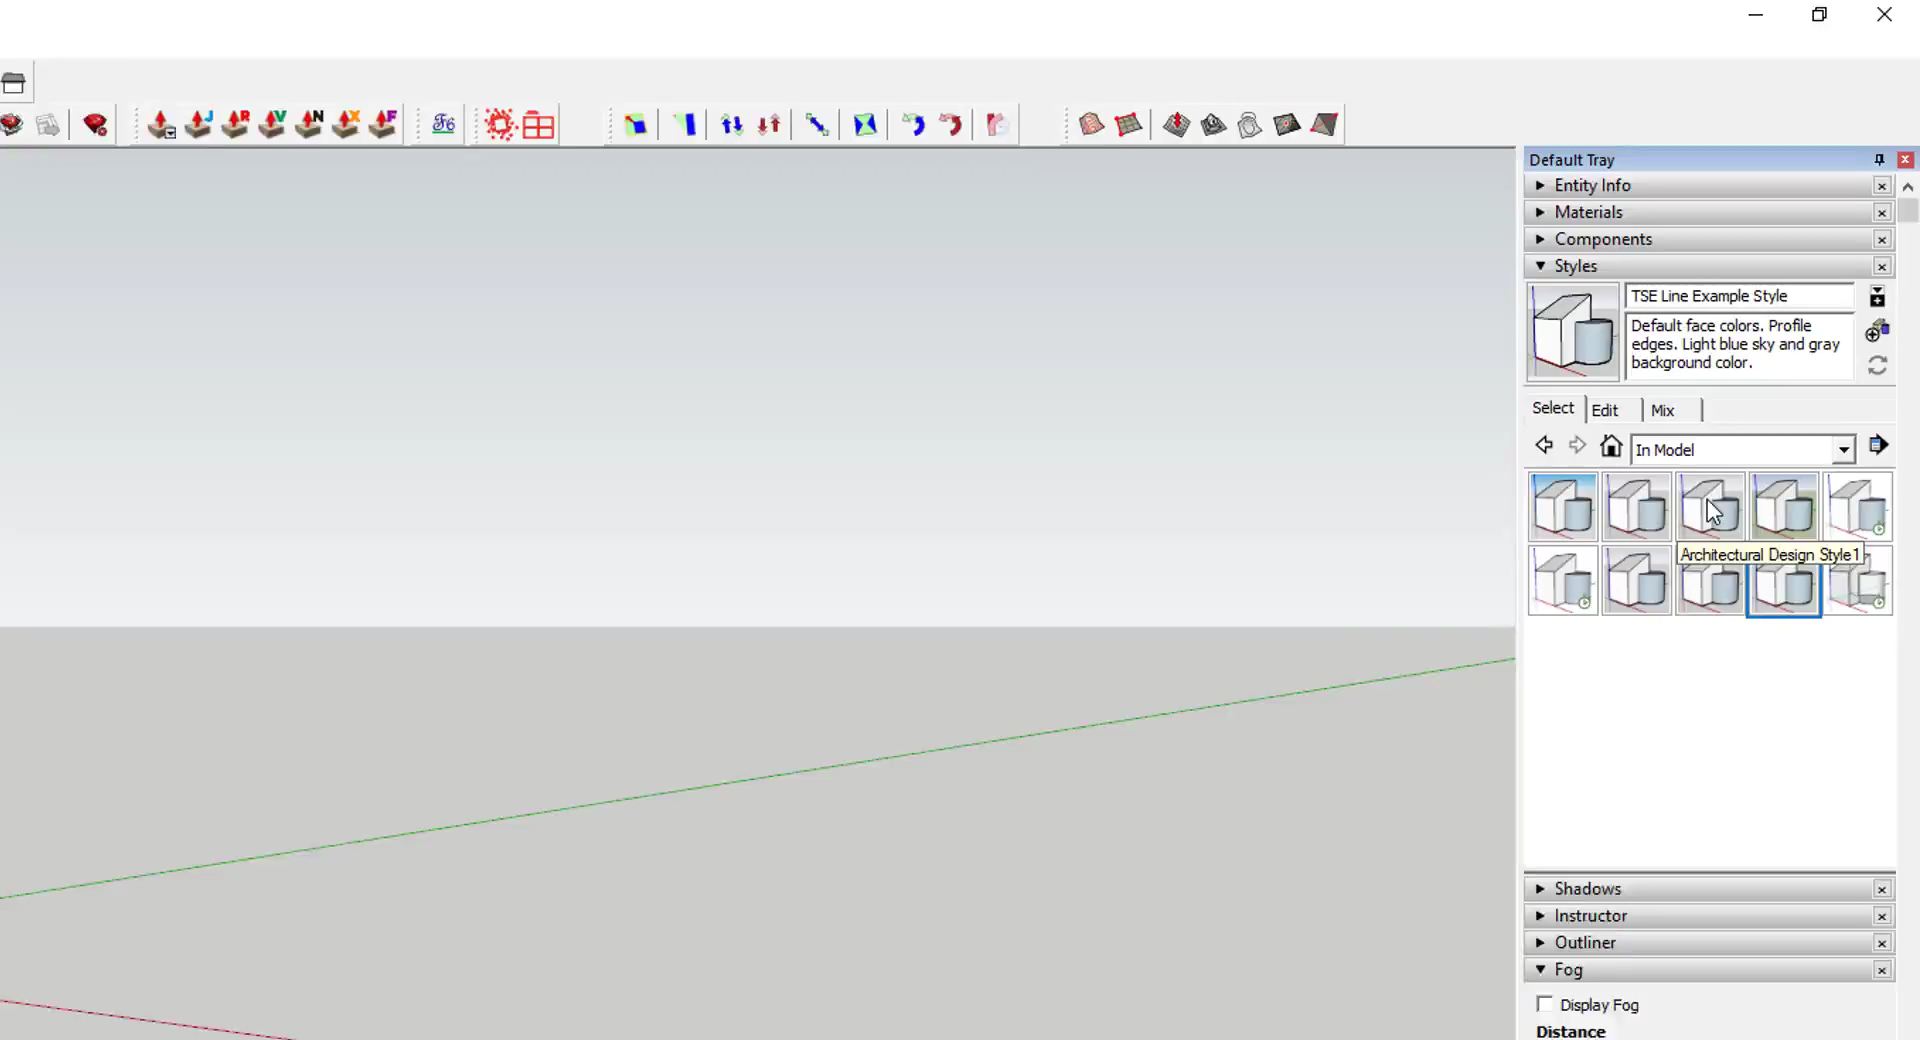 J
R
V
N
X
F
F6
Default Tray
Entity Info
Materials
Components
Styles
TSE Line Example Style
Default face colors. Profile
edges. Light blue sky and gray
background color.
Select
Edit
Mix
In Model
Architectural Design Style1
Shadows
Instructor
Outliner
Fog
Display Fog
Distance